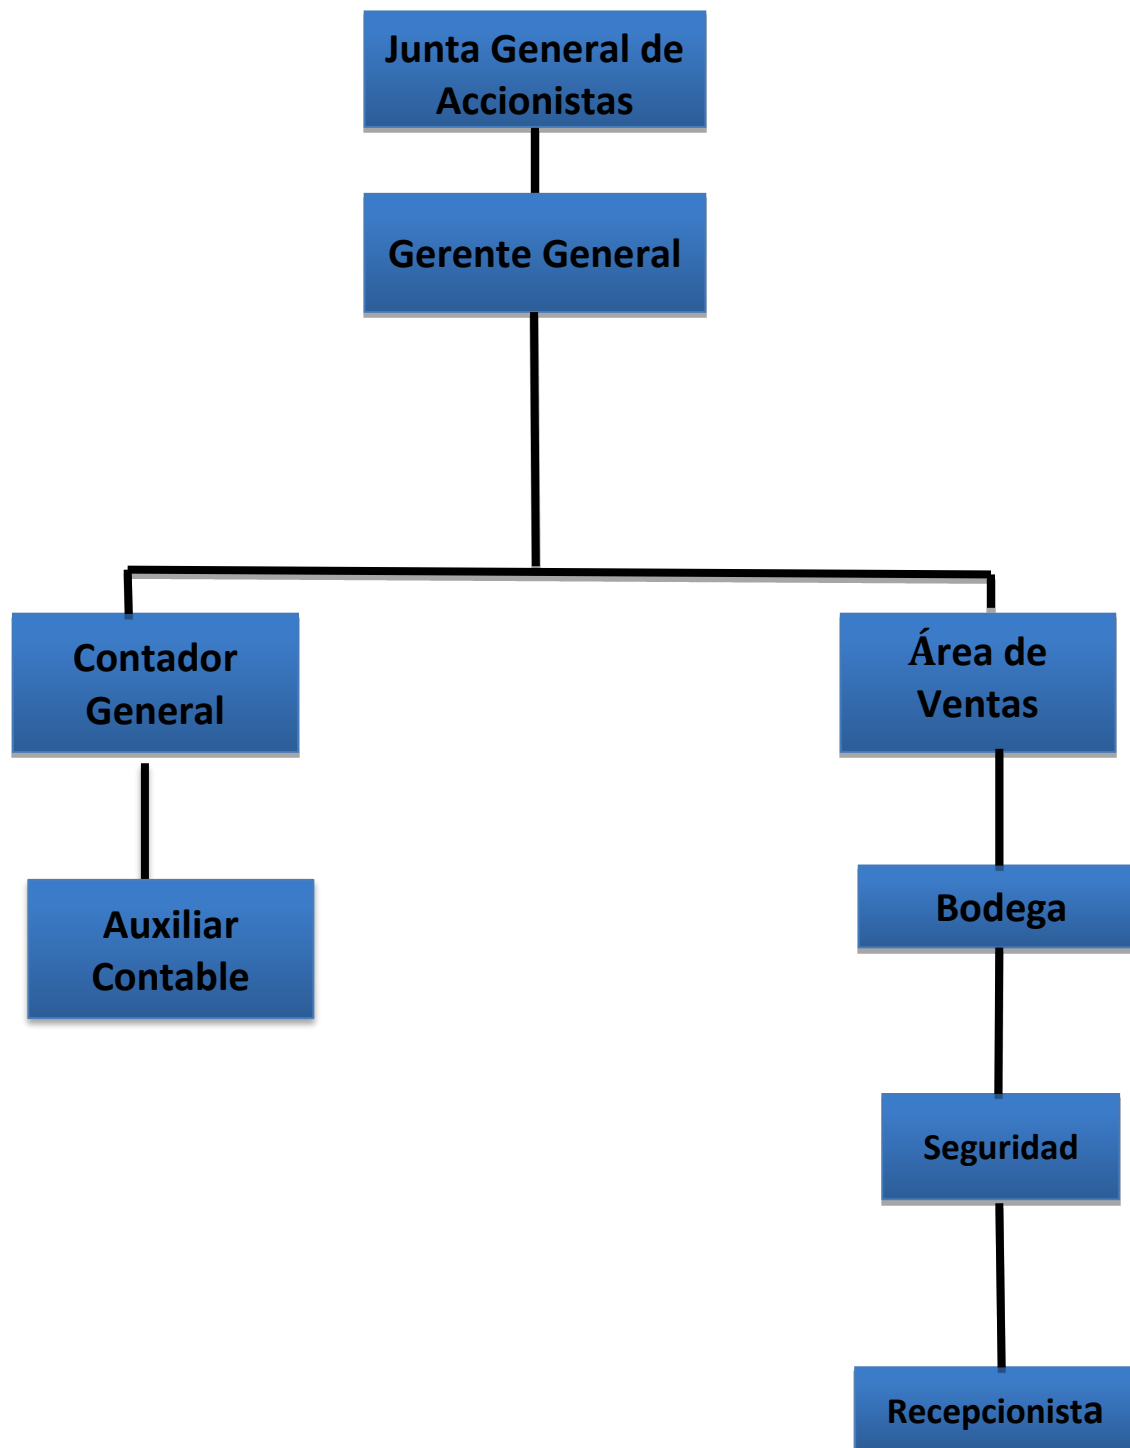 Junta General de
Accionistas
Gerente General
Contador
General
Área de
Ventas
Auxiliar
Contable
Bodega
Seguridad
Recepcionista